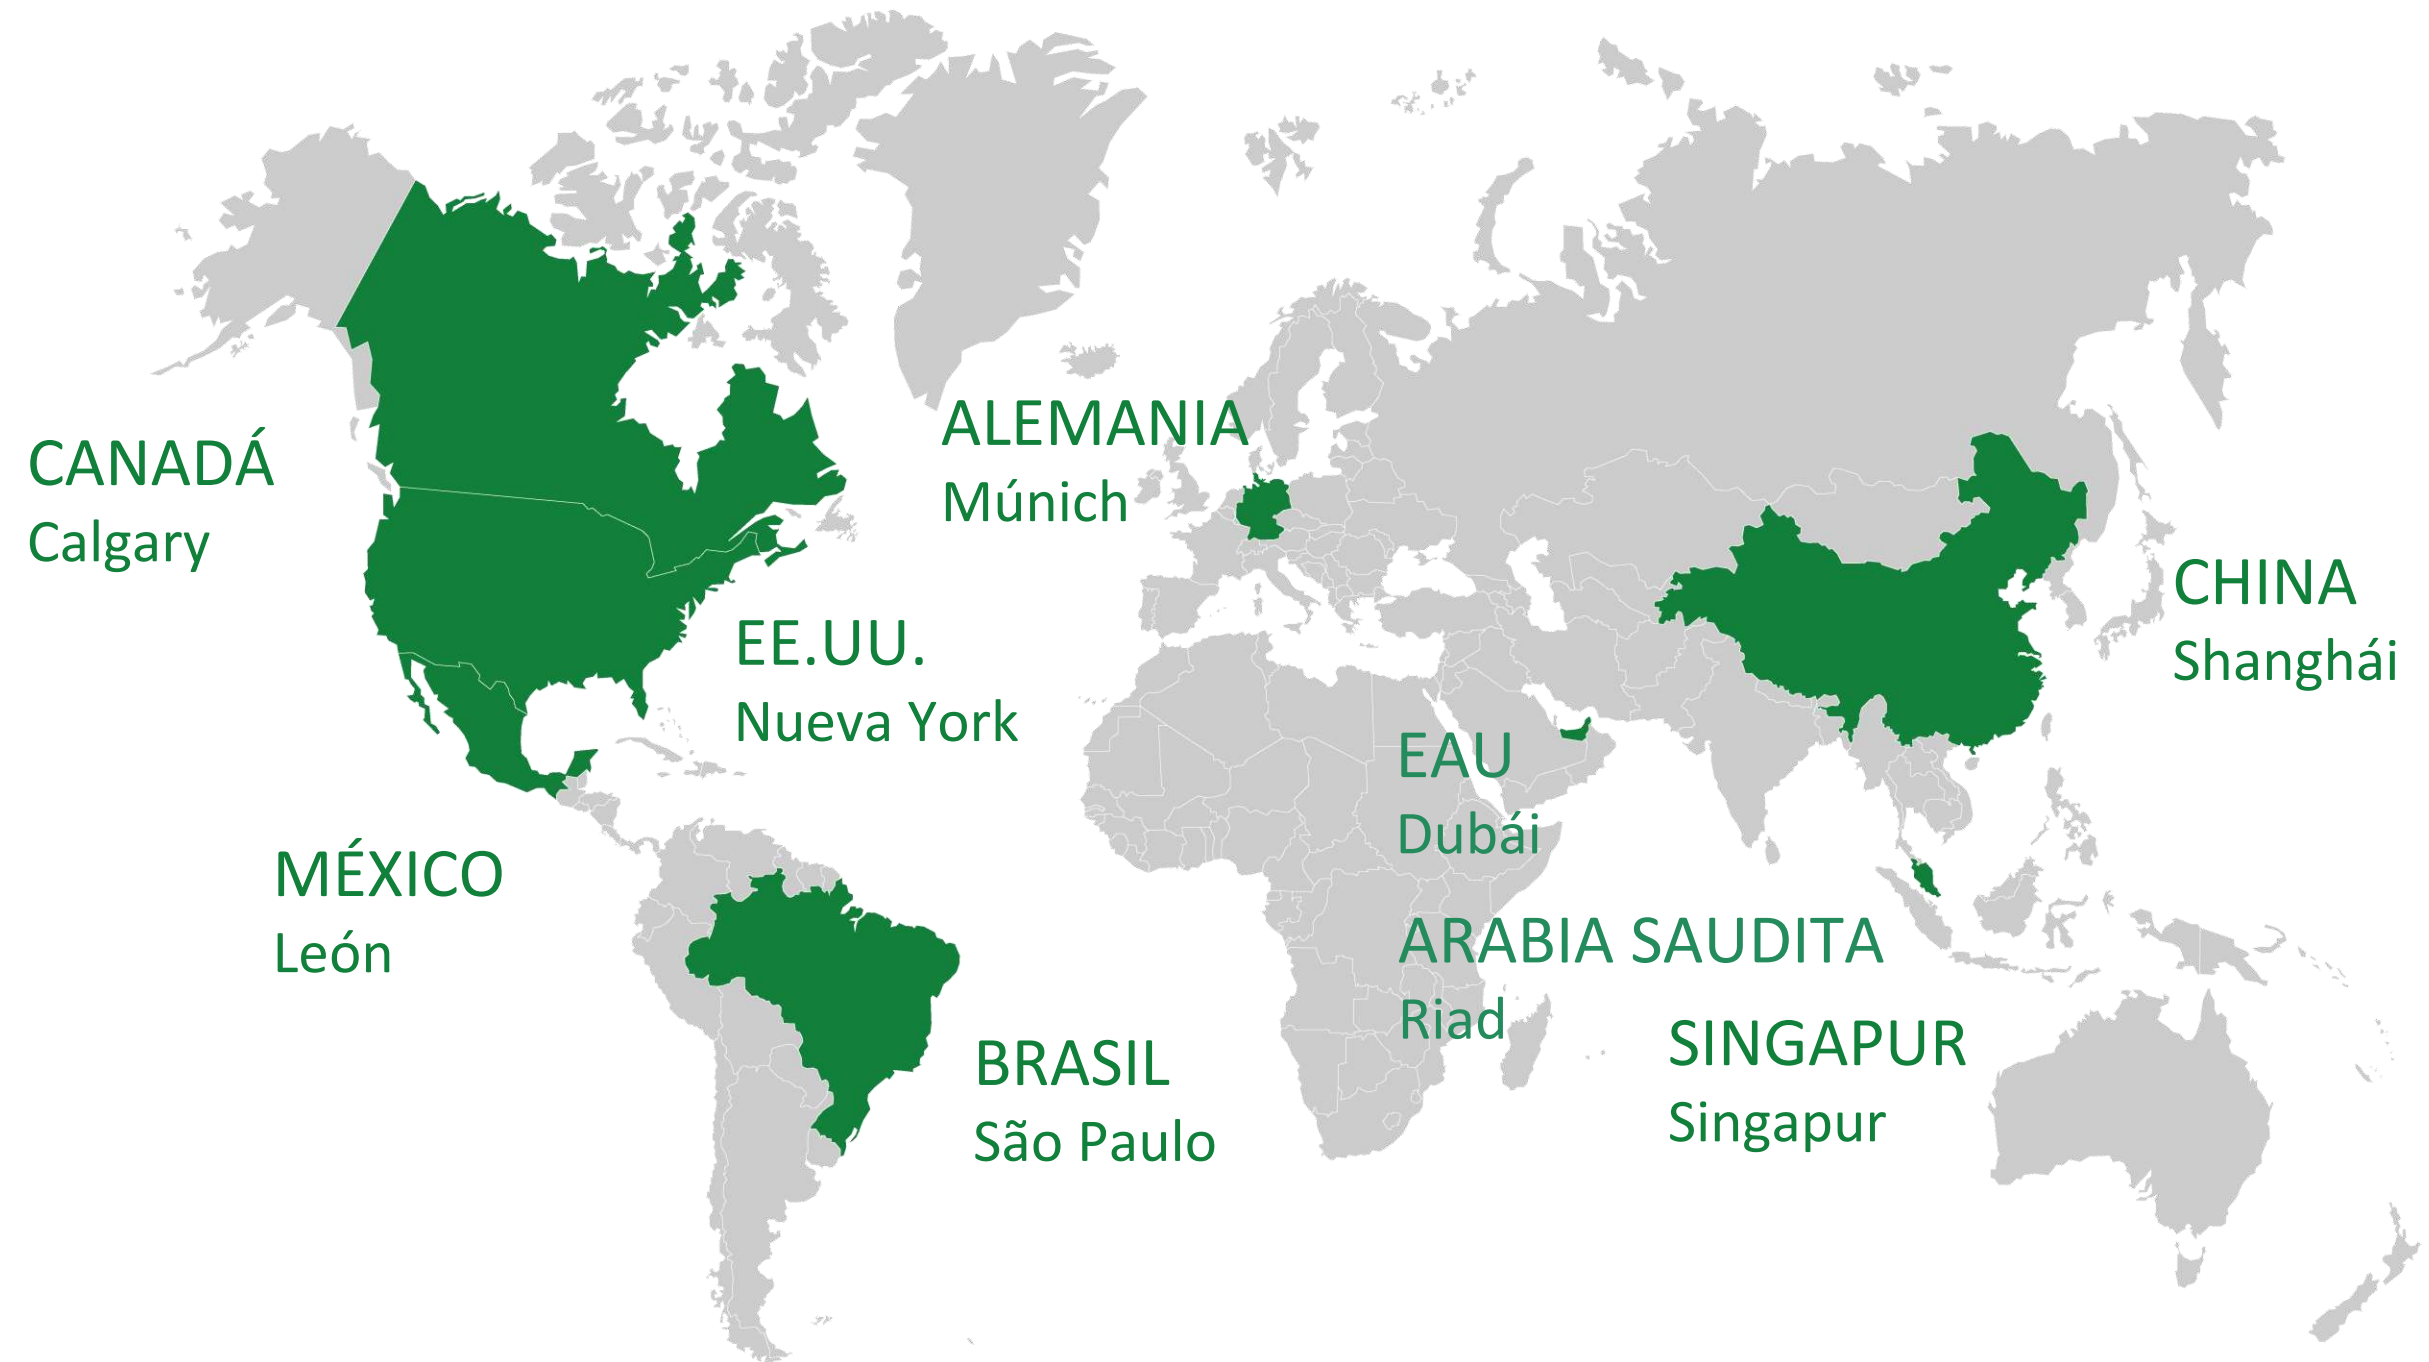 CANADÁ
Calgary
EE.UU.
Nueva York
MÉXICO
León
BRASIL
São Paulo
ALEMANIA
Múnich
EAU
Dubái
ARABIA SAUDITA
Riad
SINGAPUR
Singapur
CHINA
Shanghái